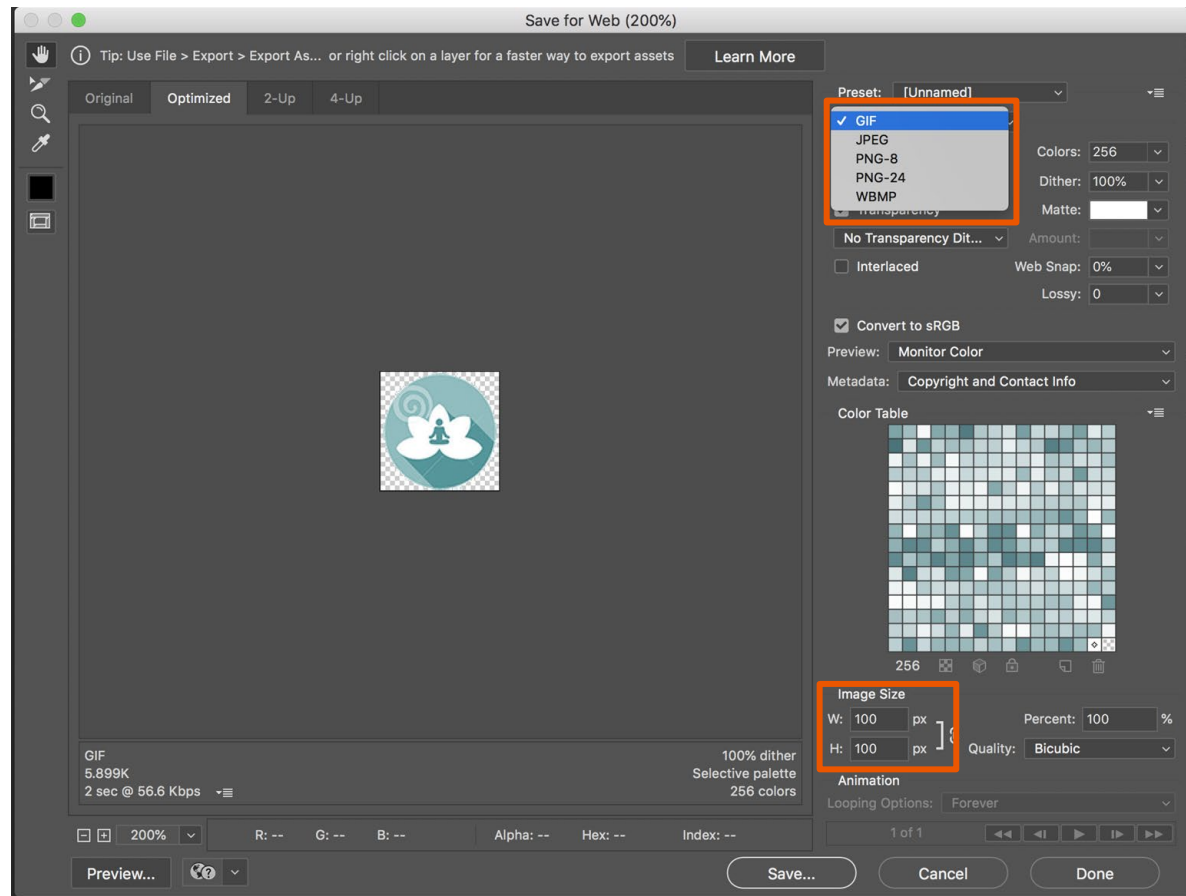 Save for Web (200%)
Tip: Use File > Export > Export As... or right click on a layer for a faster way to export assets
Learn More
Original Optimized 2-Up 4-Up
Preset: [Unnamed]
✓ GIF
JPEG
PNG-8
PNG-24
WBMP
Colors: 256
Dither: 100%
Transparency Matte:
No Transparency Dit... Amount:
Interlaced Web Snap: 0%
Lossy: 0
Convert to sRGB
Preview: Monitor Color
Metadata: Copyright and Contact Info
Color Table
256
Image Size
W: 100 px Percent: 100 %
H: 100 px Quality: Bicubic
Animation
Looping Options: Forever
1 of 1
GIF 100% dither
5.899K Selective palette
2 sec @ 56.6 Kbps 256 colors
200% R: -- G: -- B: -- Alpha: -- Hex: -- Index: --
Preview... Save... Cancel Done